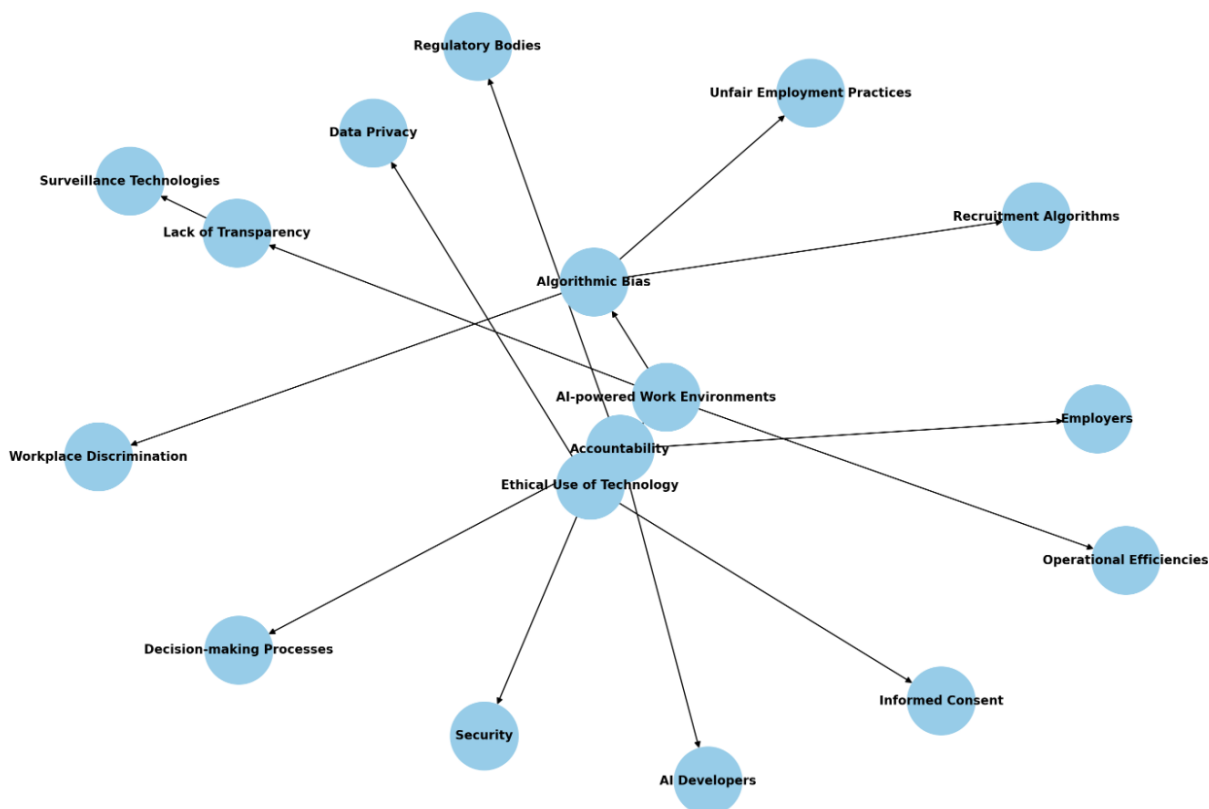 Regulatory Bodies
Unfair Employment Practices
Data Privacy
Surveillance Technologies
Recruitment Algorithms
Lack of Transparency
Algorithmic Bias
AI-powered Work Environments
Employers
Accountability
Workplace Discrimination
Ethical Use of Technology
Operational Efficiencies
Decision-making Processes
Informed Consent
Security
AI Developers